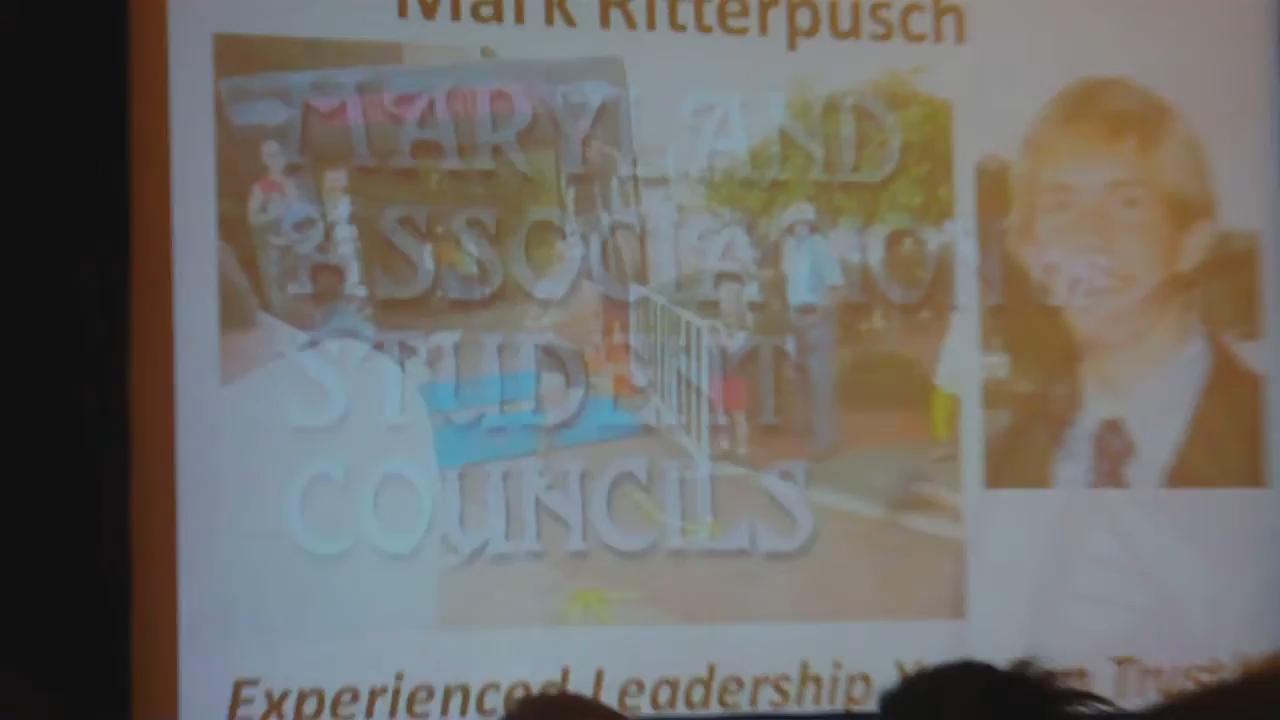 Mark Ritterpusch
MARYLAND
ASSOCIATION
STUDENT
COUNCILS
Experienced Leadership